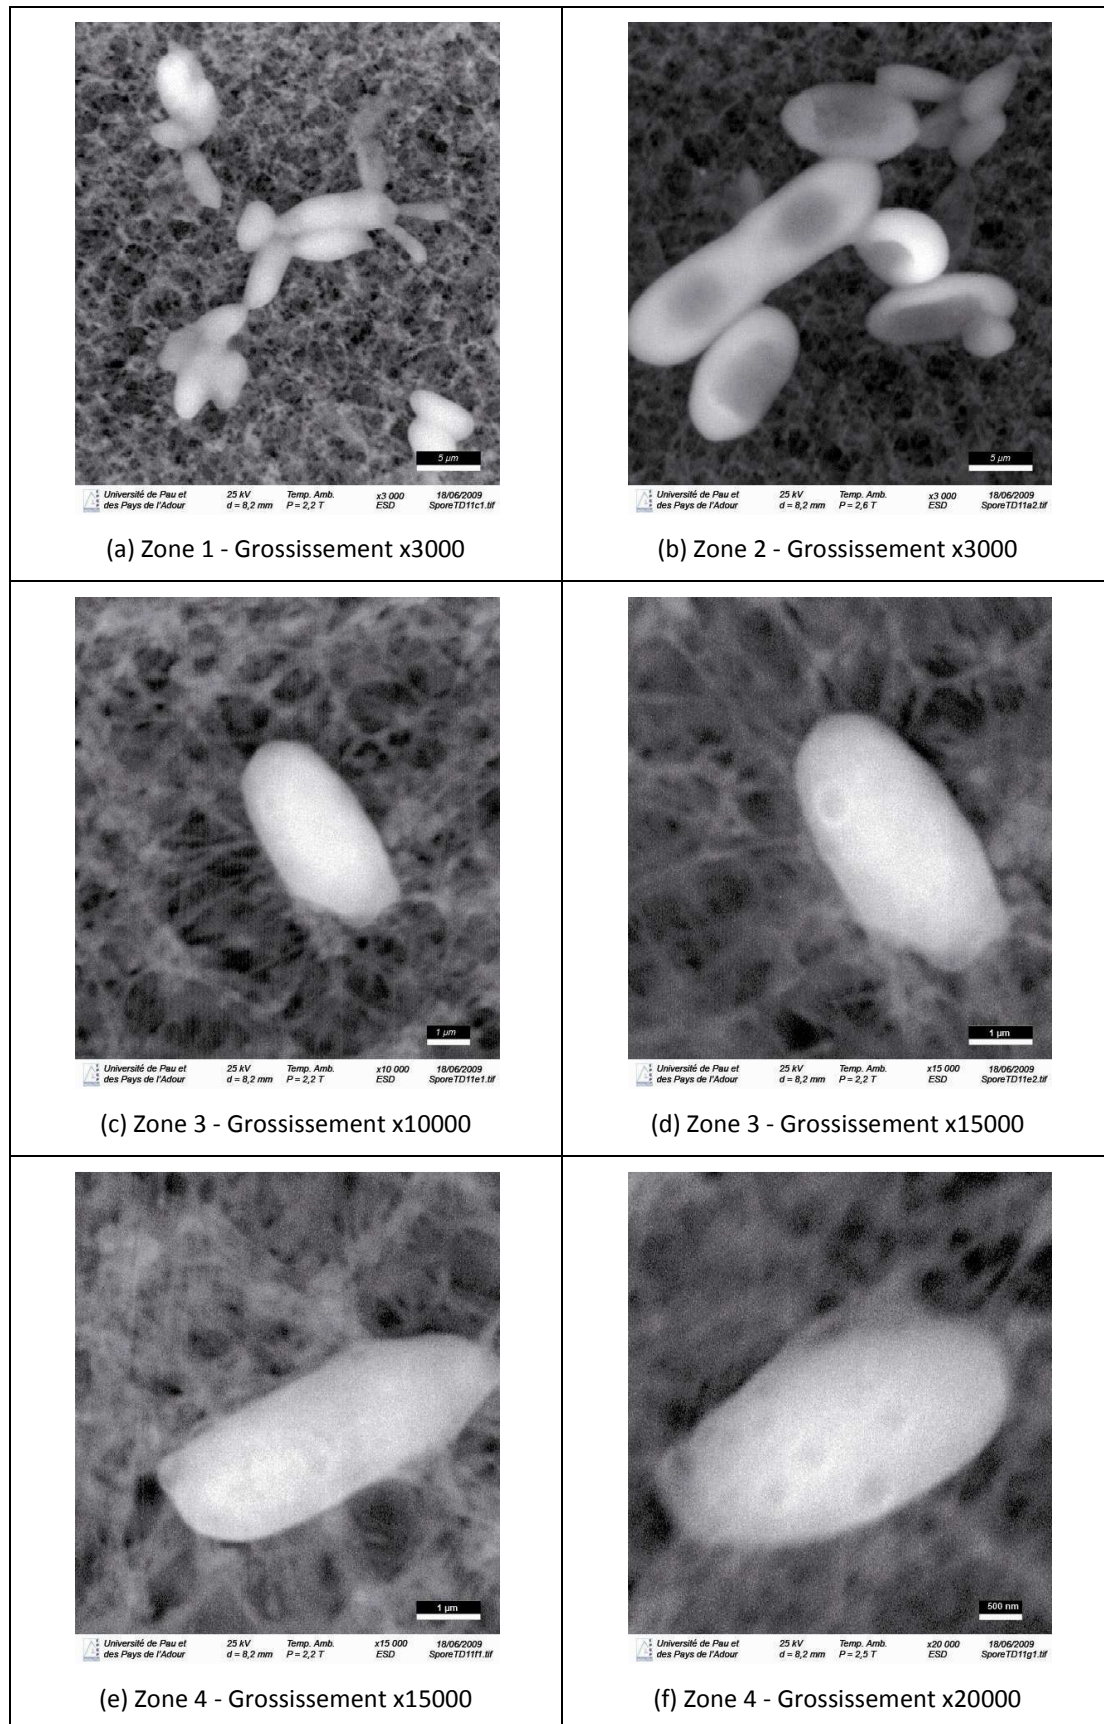 5 µm
Université de Pau et
des Pays de l'Adour
25 kV
d = 8,2 mm
Temp. Amb.
P = 2,2 T
x3 000
ESD
18/06/2009
SporeTD11c1.tif
(a) Zone 1 - Grossissement x3000
5 µm
Université de Pau et
des Pays de l'Adour
25 kV
d = 8,2 mm
Temp. Amb.
P = 2,6 T
x3 000
ESD
18/06/2009
SporeTD11a2.tif
(b) Zone 2 - Grossissement x3000
1 µm
Université de Pau et
des Pays de l'Adour
25 kV
d = 8,2 mm
Temp. Amb.
P = 2,2 T
x10 000
ESD
18/06/2009
SporeTD11e1.tif
(c) Zone 3 - Grossissement x10000
1 µm
Université de Pau et
des Pays de l'Adour
25 kV
d = 8,2 mm
Temp. Amb.
P = 2,2 T
x15 000
ESD
18/06/2009
SporeTD11e2.tif
(d) Zone 3 - Grossissement x15000
1 µm
Université de Pau et
des Pays de l'Adour
25 kV
d = 8,2 mm
Temp. Amb.
P = 2,2 T
x15 000
ESD
18/06/2009
SporeTD11f1.tif
(e) Zone 4 - Grossissement x15000
500 nm
Université de Pau et
des Pays de l'Adour
25 kV
d = 8,2 mm
Temp. Amb.
P = 2,5 T
x20 000
ESD
18/06/2009
SporeTD11g1.tif
(f) Zone 4 - Grossissement x20000